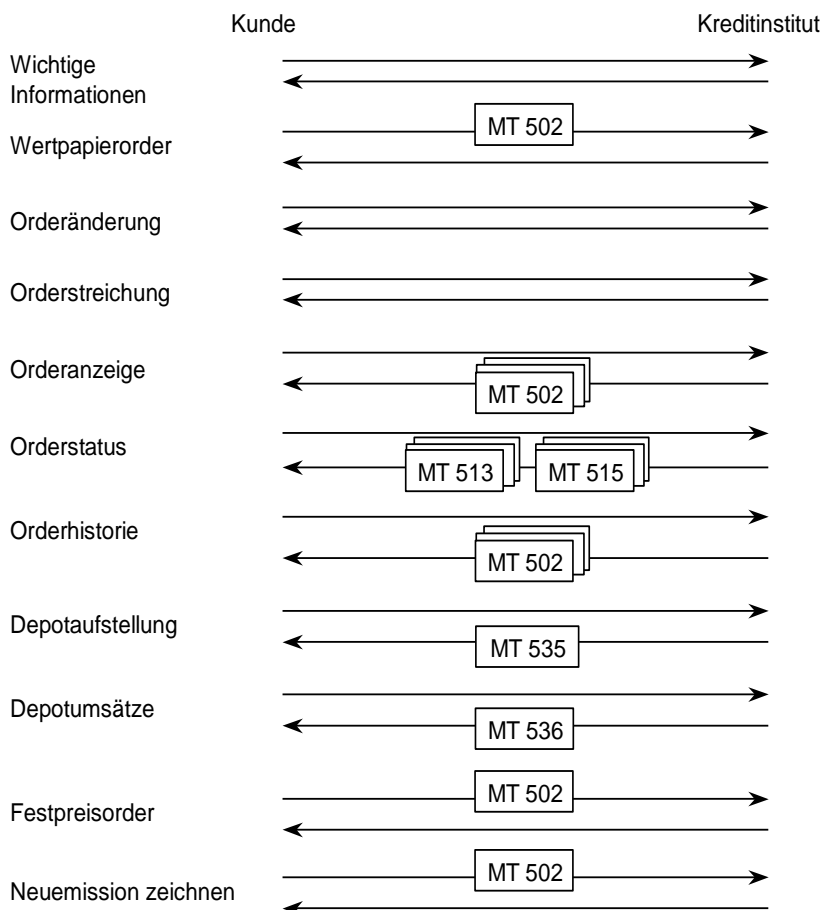 Kunde Kreditinstitut
Wichtige
Informationen
MT 502
Wertpapierorder
Orderänderung
Orderstreichung
Orderanzeige
MT 502
Orderstatus
MT 513 MT 515
Orderhistorie
MT 502
Depotaufstellung
MT 535
Depotumsätze
MT 536
MT 502
Festpreisorder
MT 502
Neuemission zeichnen